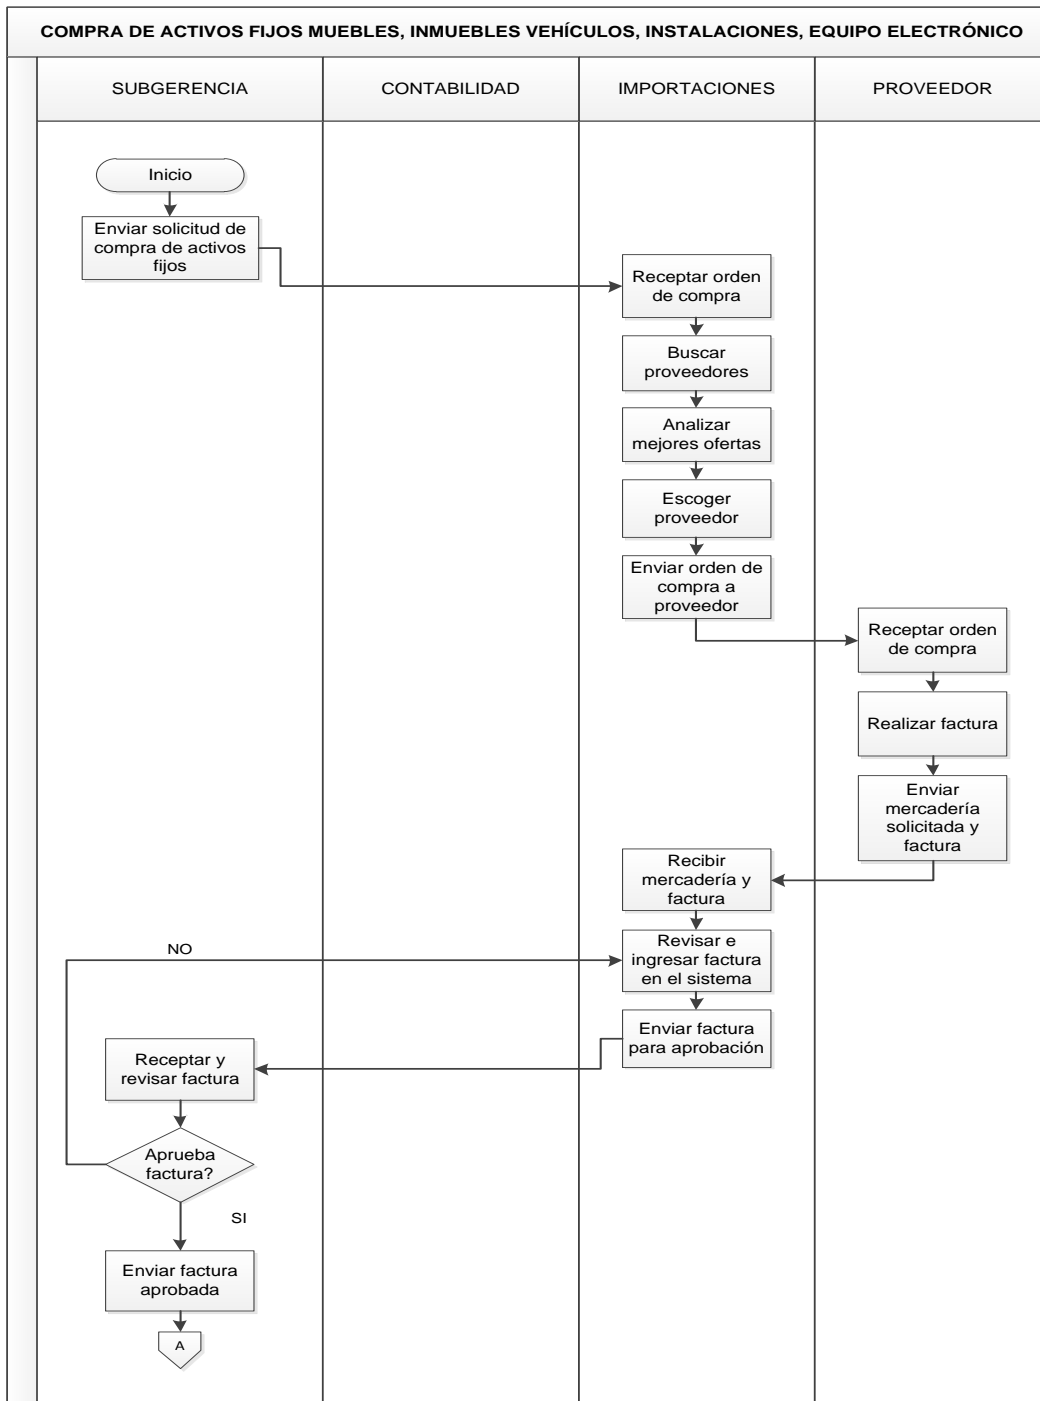 COMPRA DE ACTIVOS FIJOS MUEBLES, INMUEBLES VEHÍCULOS, INSTALACIONES, EQUIPO ELECTRÓNICO
SUBGERENCIA
CONTABILIDAD
IMPORTACIONES
PROVEEDOR
Inicio
Enviar solicitud de
compra de activos
fijos
Receptar orden
de compra
Buscar
proveedores
Analizar
mejores ofertas
Escoger
proveedor
Enviar orden de
compra a
proveedor
Receptar orden
de compra
Realizar factura
Enviar
mercadería
solicitada y
factura
Recibir
mercadería y
factura
NO
Revisar e
ingresar factura
en el sistema
Enviar factura
para aprobación
Receptar y
revisar factura
Aprueba
factura?
SI
Enviar factura
aprobada
A